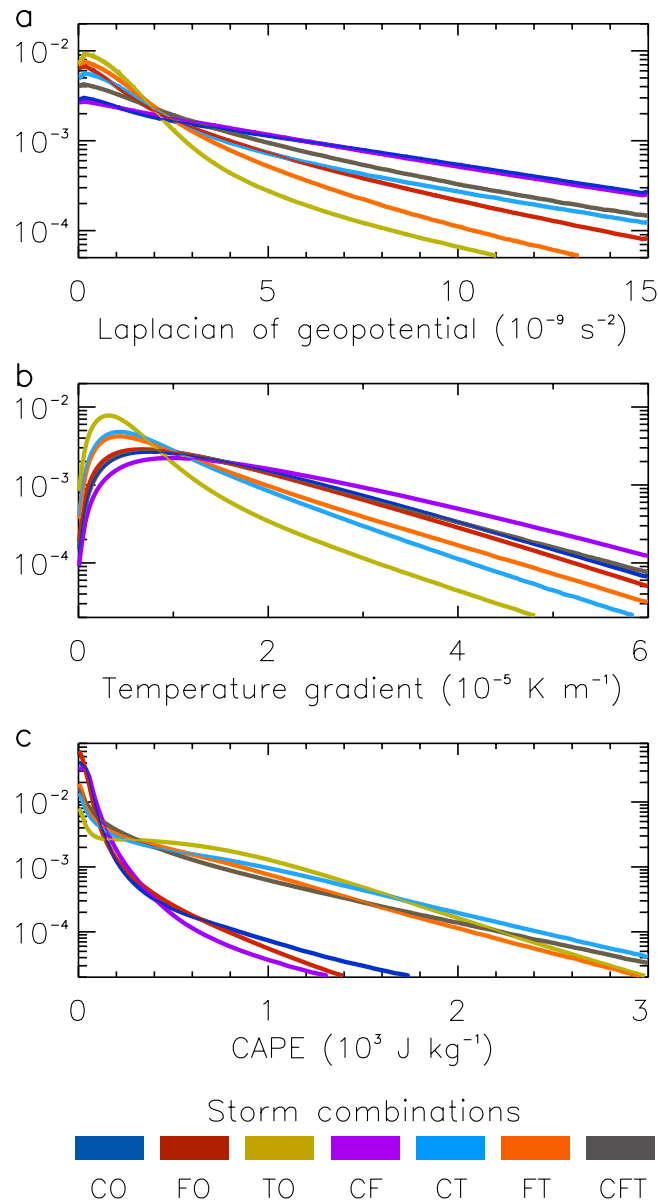 a
10⁻²
10⁻³
10⁻⁴
0 5 10 15
Laplacian of geopotential (10⁻⁹ s⁻²)
b
10⁻²
10⁻³
10⁻⁴
0 2 4 6
Temperature gradient (10⁻⁵ K m⁻¹)
c
10⁻²
10⁻³
10⁻⁴
0 1 2 3
CAPE (10³ J kg⁻¹)
Storm combinations
CO FO TO CF CT FT CFT